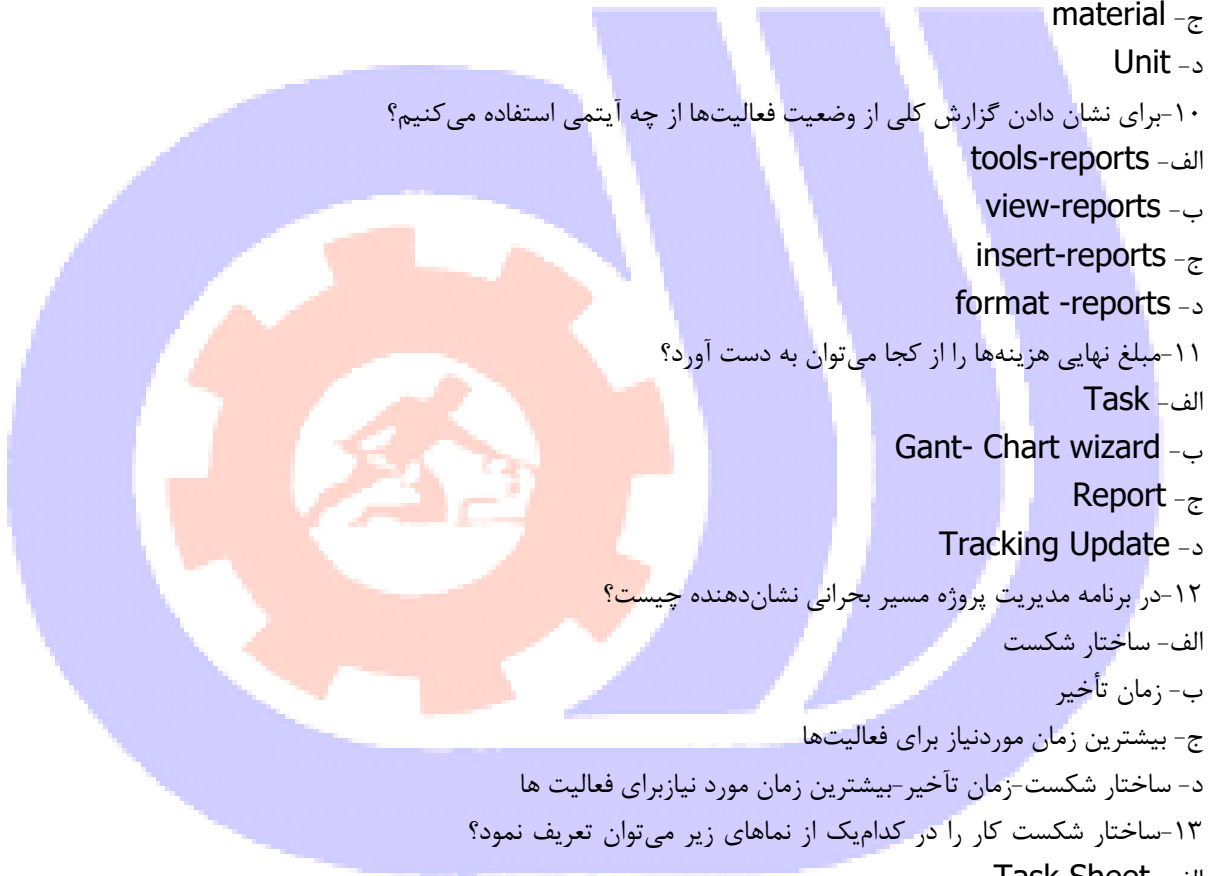 ج- material
د- Unit
۱۰-برای نشان دادن گزارش کلی از وضعیت فعالیت‌ها از چه آیتمی استفاده می‌کنیم؟
الف- tools-reports
ب- view-reports
ج- insert-reports
د- format -reports
۱۱-مبلغ نهایی هزینه‌ها را از کجا می‌توان به دست آورد؟
الف- Task
ب- Gant- Chart wizard
ج- Report
د- Tracking Update
۱۲-در برنامه مدیریت پروژه مسیر بحرانی نشان‌دهنده چیست؟
الف- ساختار شکست
ب- زمان تأخیر
ج- بیشترین زمان موردنیاز برای فعالیت‌ها
د- ساختار شکست-زمان تآخیر-بیشترین زمان مورد نیازبرای فعالیت ها
۱۳-ساختار شکست کار را در کدام‌یک از نماهای زیر می‌توان تعریف نمود؟
الف- Task Sheet